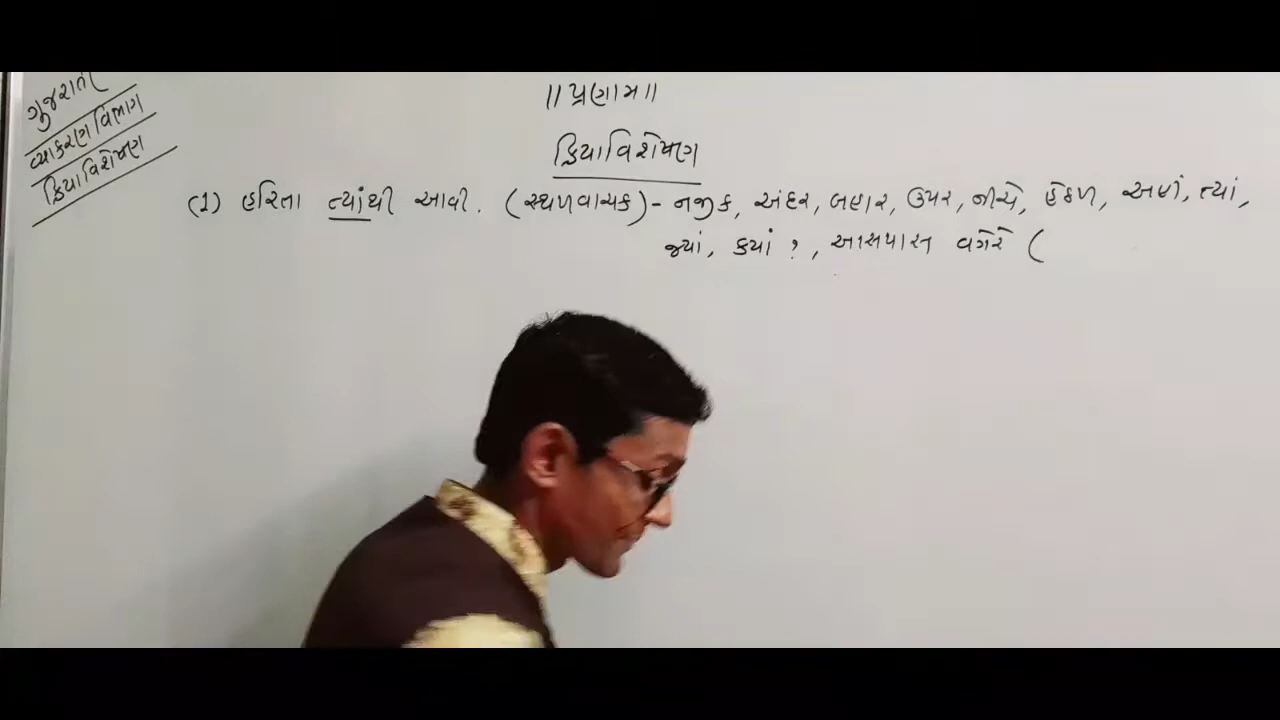 ગુજરાતી
વ્યાકરણ વિભાગ
ક્રિયાવિશેષણ
॥ પ્રણામ ॥
ક્રિયાવિશેષણ
(1) હરિતા ત્યાંથી આવી. (સ્થળવાચક) - નજીક, અંદર, બહાર, ઉપર, નીચે, હેઠળ, અહીં, ત્યાં,
જ્યાં, ક્યાં ?, આસપાસ વગેરે (